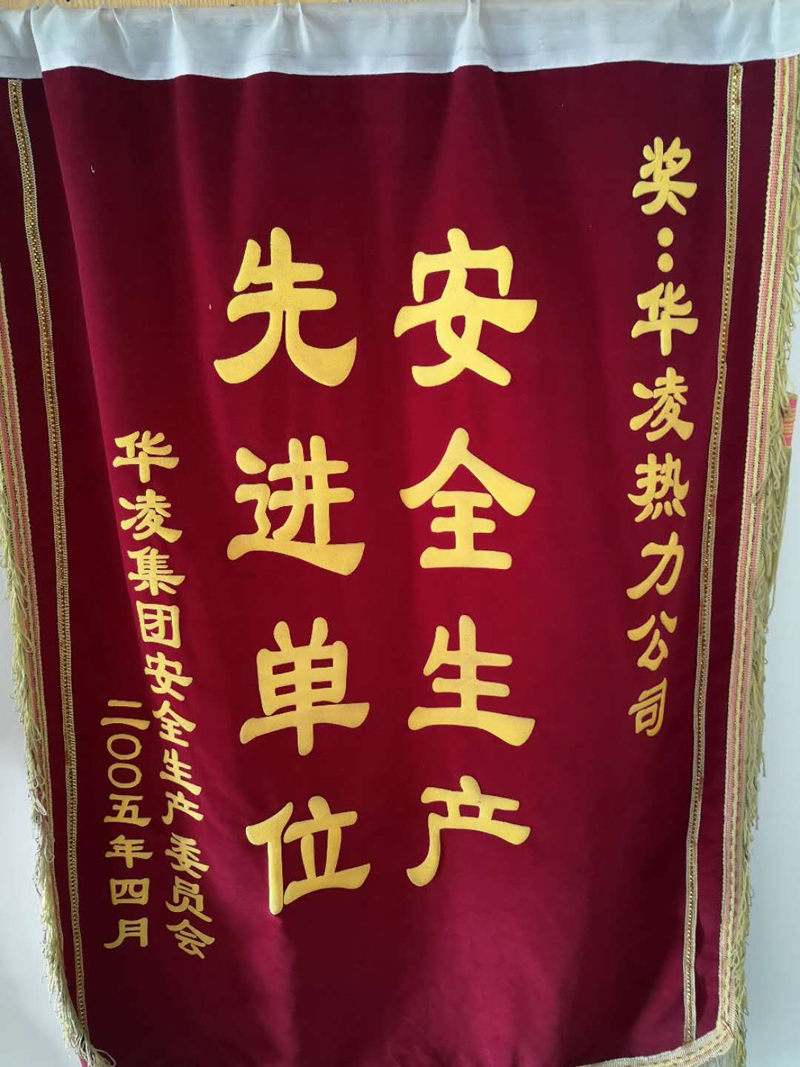 奖:华凌热力公司
安全生产
先进单位
华凌集团安全生产委员会
二〇〇五年四月